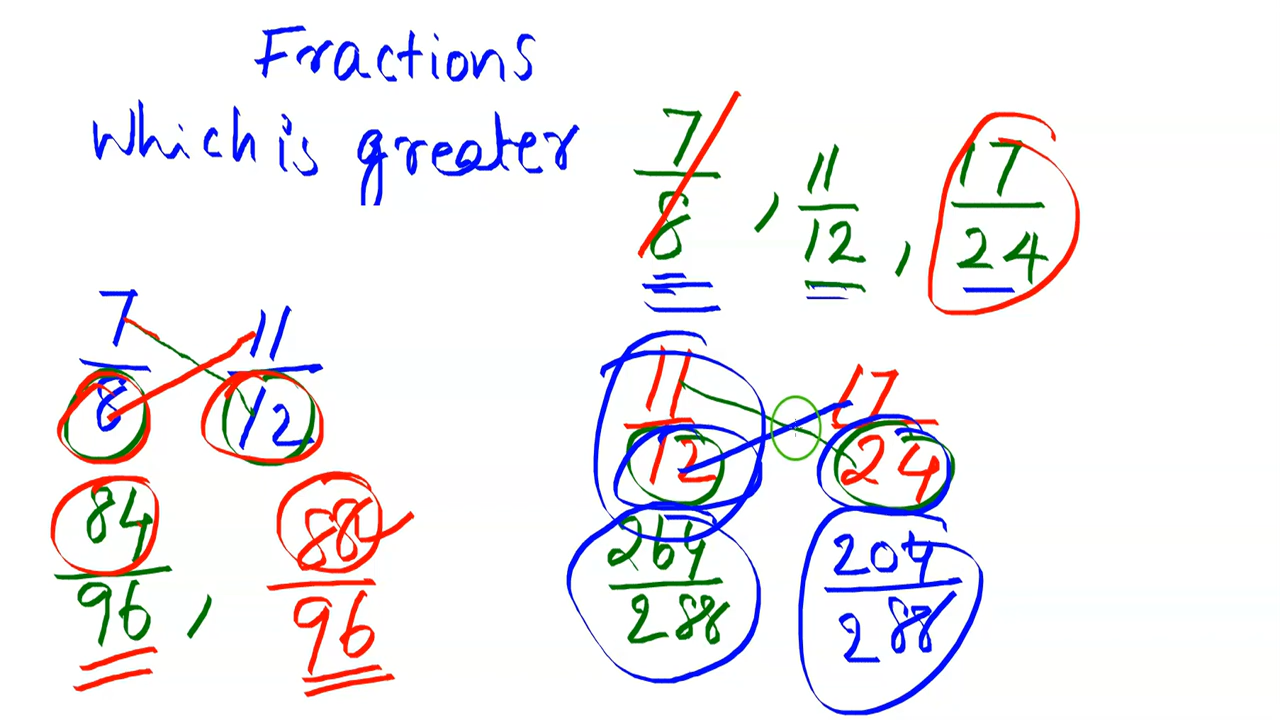 Fractions
Which is greater
7/8 , 11/12 , 17/24
7/8 11/12
84/96 , 88/96
11/12 17/24
264/288 204/288